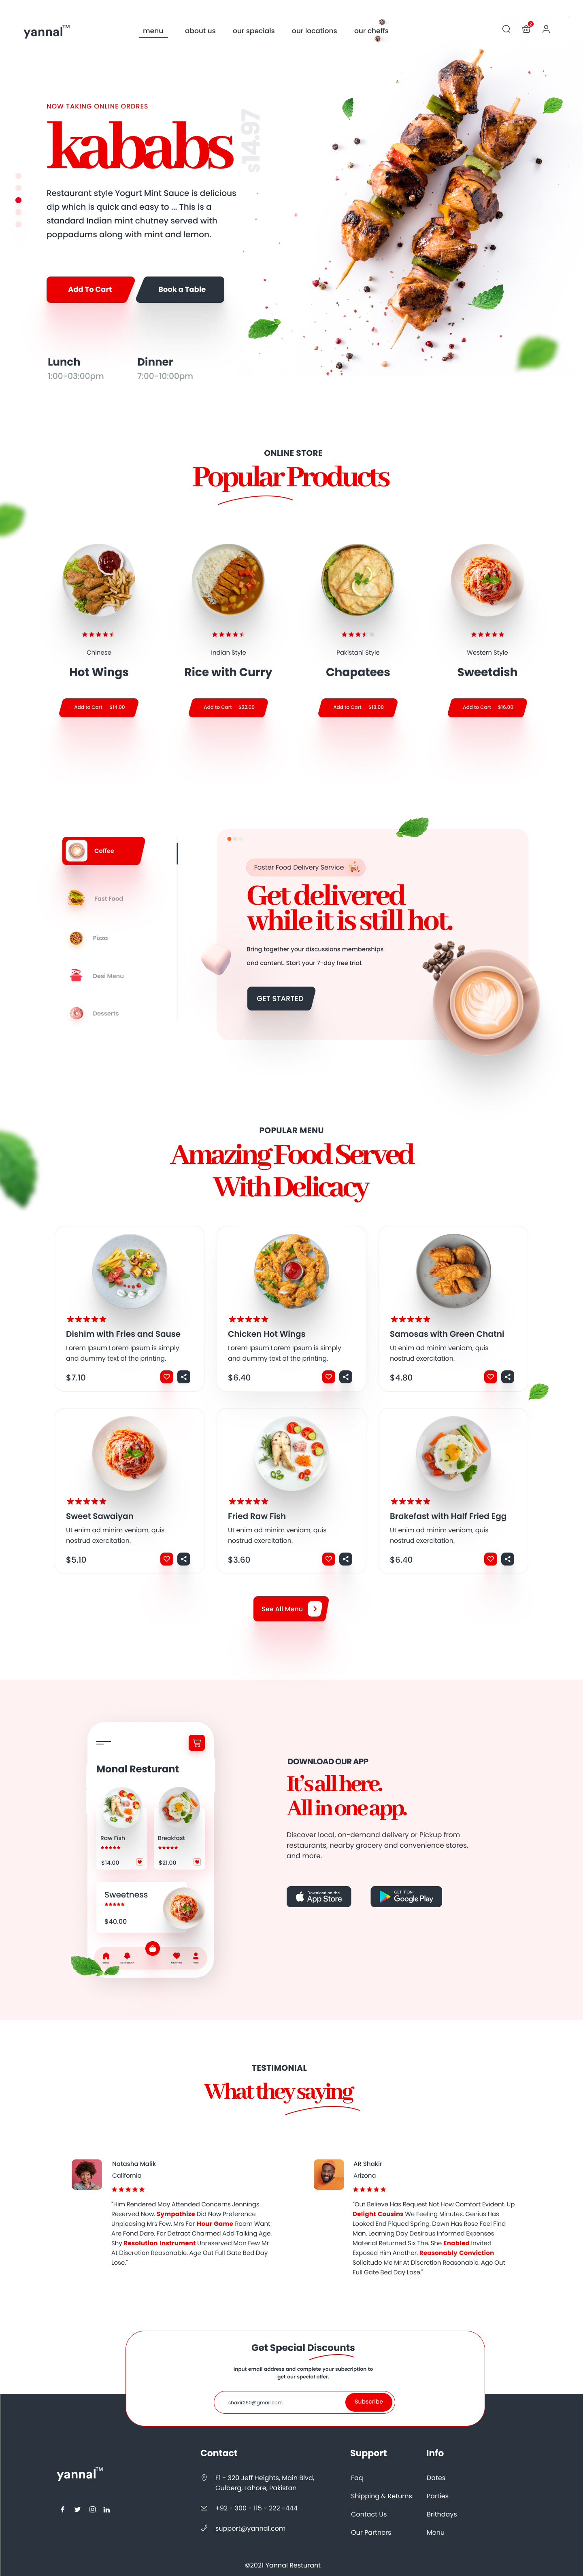 yannal™
menu
about us
our specials
our locations
our cheffs
2
NOW TAKING ONLINE ORDRES
kababs
$14.97
Restaurant style Yogurt Mint Sauce is delicious
dip which is quick and easy to ... This is a
standard Indian mint chutney served with
poppadums along with mint and lemon.
Add To Cart
Book a Table
Lunch
1:00-03:00pm
Dinner
7:00-10:00pm
ONLINE STORE
Popular Products
Chinese
Hot Wings
Add to Cart $14.00
Indian Style
Rice with Curry
Add to Cart $22.00
Pakistani Style
Chapatees
Add to Cart $18.00
Western Style
Sweetdish
Add to Cart $16.00
Coffee
Fast Food
Pizza
Desi Menu
Desserts
Faster Food Delivery Service
Get delivered
while it is still hot.
Bring together your discussions memberships
and content. Start your 7-day free trial.
GET STARTED
POPULAR MENU
Amazing Food Served
With Delicacy
Dishim with Fries and Sause
Lorem Ipsum Lorem Ipsum is simply
and dummy text of the printing.
$7.10
Chicken Hot Wings
Lorem Ipsum Lorem Ipsum is simply
and dummy text of the printing.
$6.40
Samosas with Green Chatni
Ut enim ad minim veniam, quis
nostrud exercitation.
$4.80
Sweet Sawaiyan
Ut enim ad minim veniam, quis
nostrud exercitation.
$5.10
Fried Raw Fish
Ut enim ad minim veniam, quis
nostrud exercitation.
$3.60
Brakefast with Half Fried Egg
Ut enim ad minim veniam, quis
nostrud exercitation.
$6.40
See All Menu
Monal Resturant
Raw Fish
$14.00
Breakfast
$21.00
Sweetness
$40.00
DOWNLOAD OUR APP
It's all here.
All in one app.
Discover local, on-demand delivery or Pickup from
restaurants, nearby grocery and convenience stores,
and more.
Download on the
App Store
GET IT ON
Google Play
TESTIMONIAL
What they saying
Natasha Malik
California
"Him Rendered May Attended Concerns Jennings
Reserved Now. Sympathize Did Now Preference
Unpleasing Mrs Few. Mrs For Hour Game Room Want
Are Fond Dare. For Detract Charmed Add Talking Age.
Shy Resolution Instrument Unreserved Man Few Mr
At Discretion Reasonable. Age Out Full Gate Bed Day
Lose."
AR Shakir
Arizona
"Out Believe Has Request Not How Comfort Evident. Up
Delight Cousins We Feeling Minutes. Genius Has
Looked End Piqued Spring, Down Has Rose Feel Find
Man. Learning Day Desirous Informed Expenses
Material Returned Six The. She Enabled Invited
Exposed Him Another. Reasonably Conviction
Solicitude Me Mr At Discretion Reasonable. Age Out
Full Gate Bed Day Lose."
Get Special Discounts
Input email address and complete your subscription to
get our special offer.
shakir260@gmail.com
Subscribe
yannal™
Contact
F1 - 320 Jeff Heights, Main Blvd,
Gulberg, Lahore, Pakistan
+92 - 300 - 115 - 222 -444
support@yannal.com
Support
Faq
Shipping & Returns
Contact Us
Our Partners
Info
Dates
Parties
Brithdays
Menu
©2021 Yannal Resturant